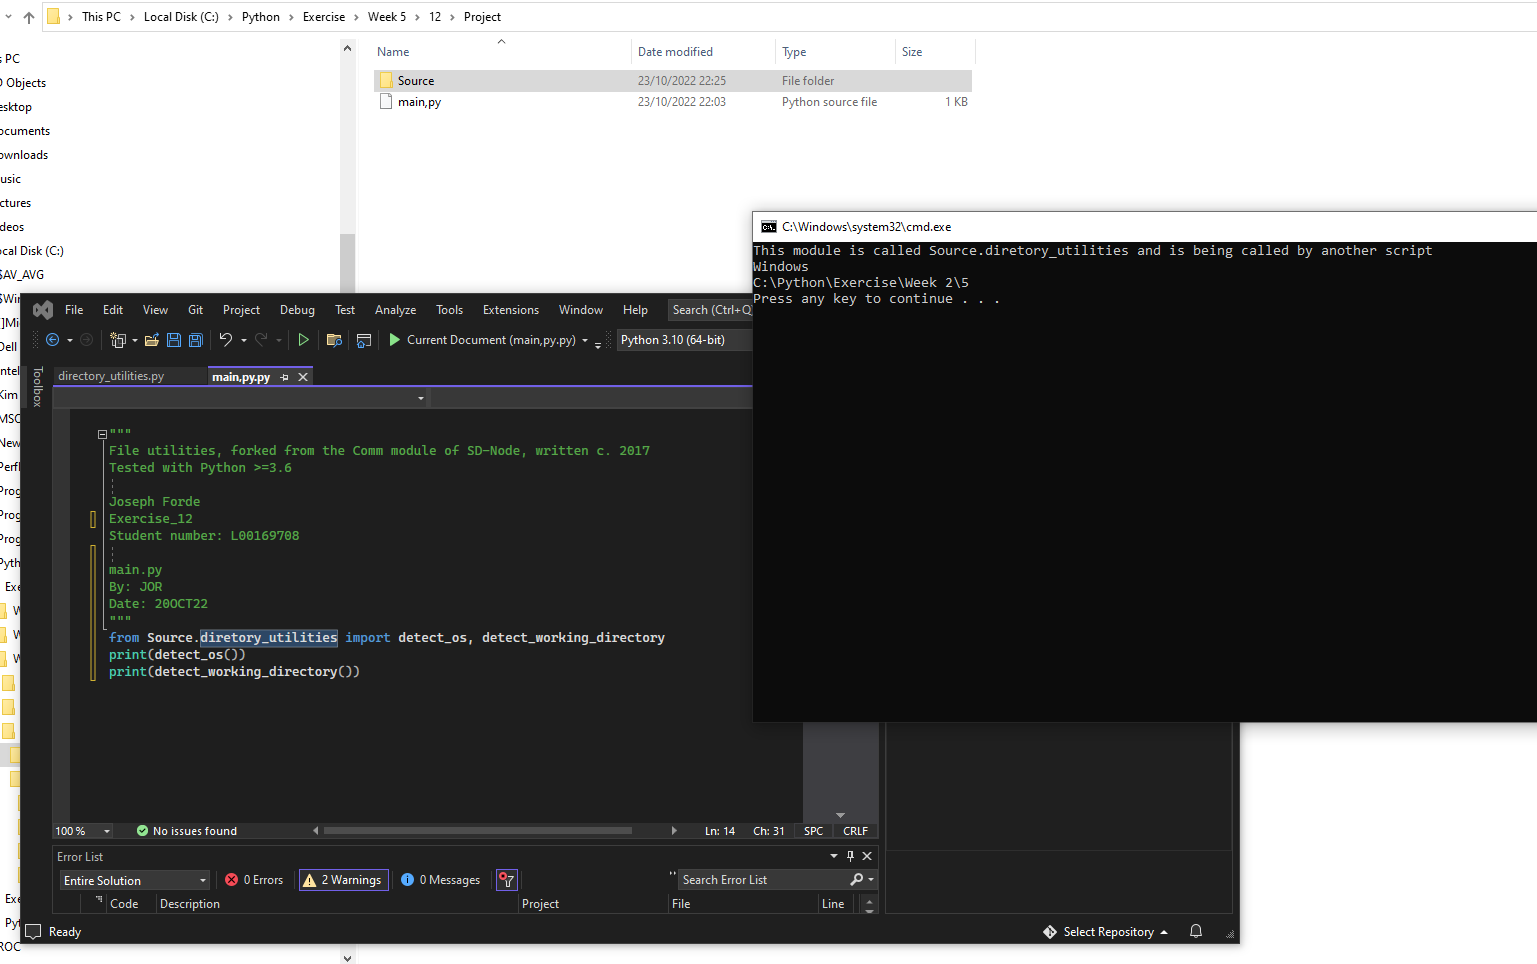 This PC > Local Disk (C:) > Python > Exercise > Week 5 > 12 > Project
Name Date modified Type Size
Source 23/10/2022 22:25 File folder
main,py 23/10/2022 22:03 Python source file 1 KB
s PC
D Objects
esktop
ocuments
ownloads
usic
ctures
deos
ocal Disk (C:)
$AV_AVG
$Win
Dell
Intel
Kim
MSO
New
Perfl
Prog
Prog
Prog
Pyth
Exe
W
W
W
Exe
Pyt
ROC
C:\Windows\system32\cmd.exe
This module is called Source.diretory_utilities and is being called by another script
Windows
C:\Python\Exercise\Week 2\5
Press any key to continue . . .
File Edit View Git Project Debug Test Analyze Tools Extensions Window Help Search (Ctrl+Q
Current Document (main,py.py) Python 3.10 (64-bit)
Toolbox
directory_utilities.py main,py.py
"""
File utilities, forked from the Comm module of SD-Node, written c. 2017
Tested with Python >=3.6
Joseph Forde
Exercise_12
Student number: L00169708
main.py
By: JOR
Date: 20OCT22
"""
from Source.diretory_utilities import detect_os, detect_working_directory
print(detect_os())
print(detect_working_directory())
100 % No issues found Ln: 14 Ch: 31 SPC CRLF
Error List
Entire Solution 0 Errors 2 Warnings 0 Messages Search Error List
Code Description Project File Line
Ready Select Repository